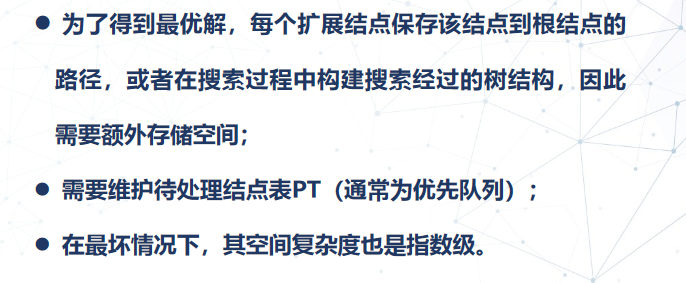 ● 为了得到最优解，每个扩展结点保存该结点到根结点的
路径，或者在搜索过程中构建搜索经过的树结构，因此
需要额外存储空间；
● 需要维护待处理结点表PT（通常为优先队列）；
● 在最坏情况下，其空间复杂度也是指数级。